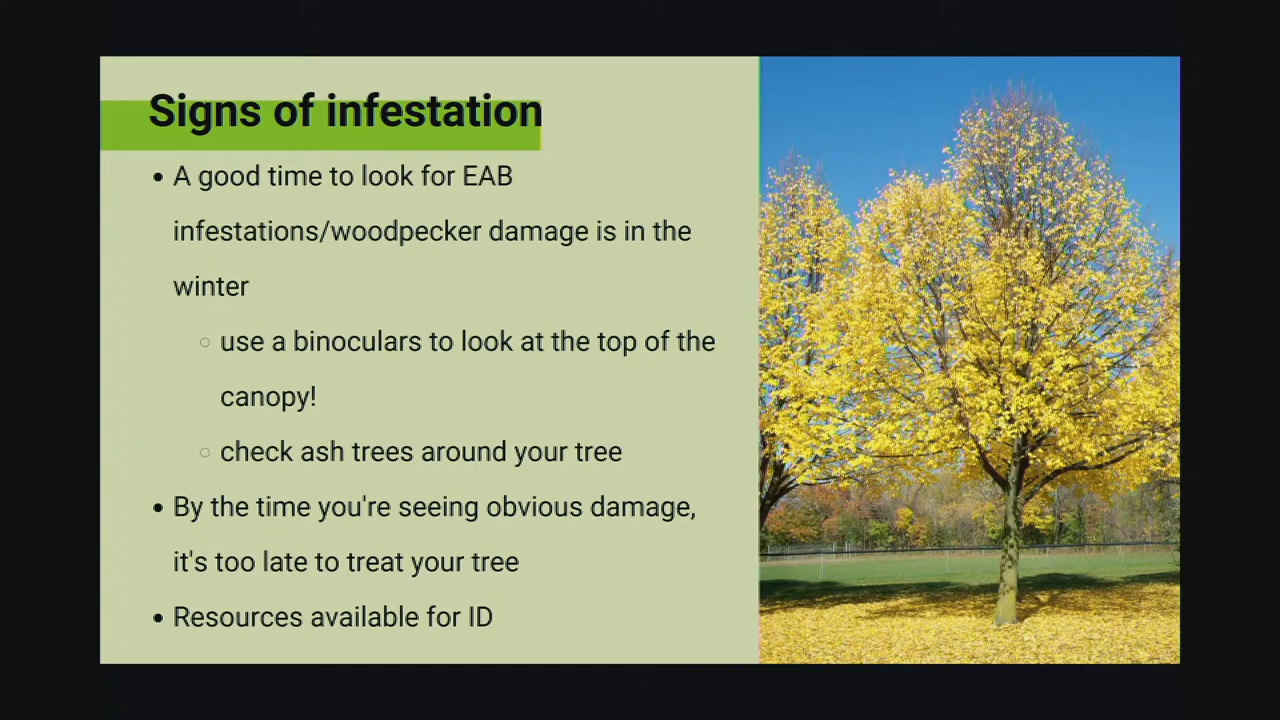 Signs of infestation
• A good time to look for EAB
infestations/woodpecker damage is in the
winter
○ use a binoculars to look at the top of the
canopy!
○ check ash trees around your tree
• By the time you're seeing obvious damage,
it's too late to treat your tree
• Resources available for ID